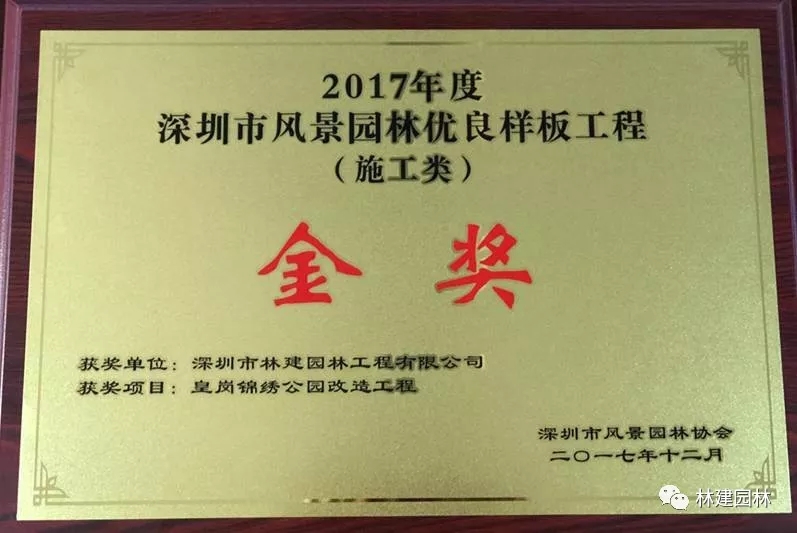 2017年度
深圳市风景园林优良样板工程
（施工类）
金奖
获奖单位：深圳市林建园林工程有限公司
获奖项目：皇岗锦绣公园改造工程
深圳市风景园林协会
二〇一七年十二月
林建园林